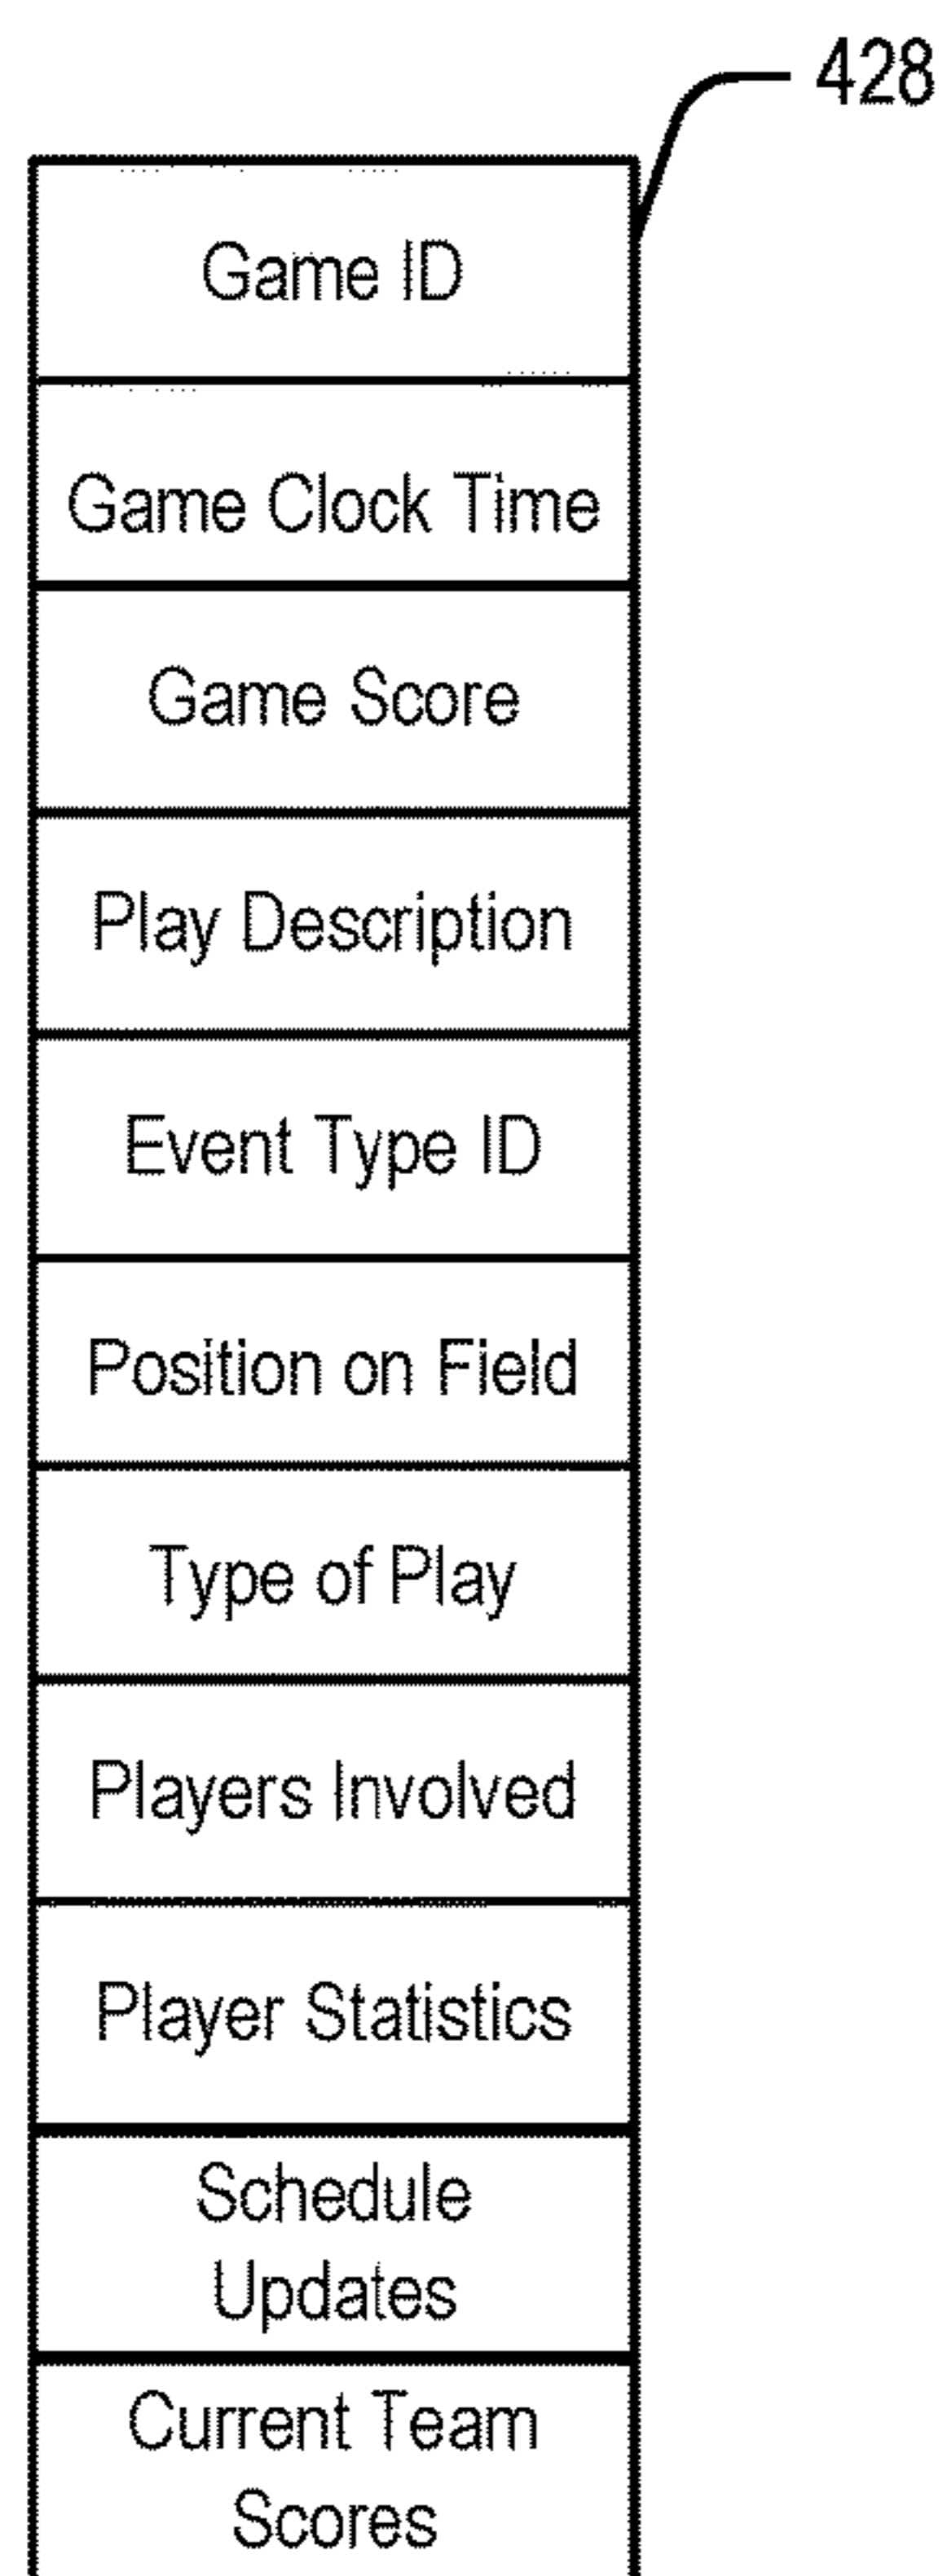 428
Game ID
Game Clock Time
Game Score
Play Description
Event Type ID
Position on Field
Type of Play
Players Involved
Player Statistics
Schedule
Updates
Current Team
Scores